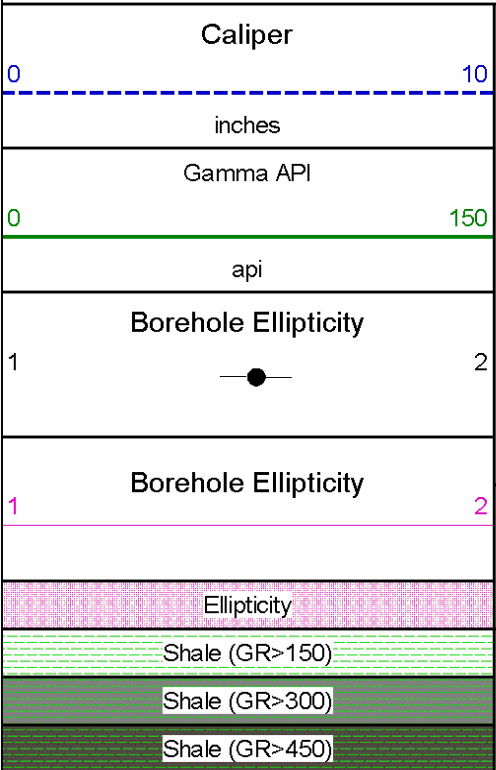 Caliper
0 10
inches
Gamma API
0 150
api
Borehole Ellipticity
1 2
Borehole Ellipticity
1 2
Ellipticity
Shale (GR>150)
Shale (GR>300)
Shale (GR>450)